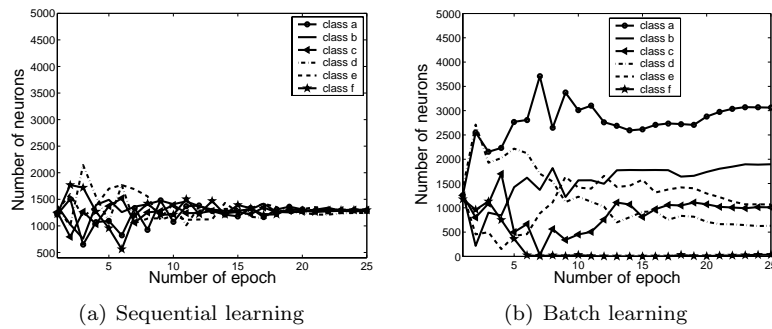 5000
4500
4000
3500
3000
2500
2000
1500
1000
500
Number of neurons
class a
class b
class c
class d
class e
class f
5 10 15 20 25
Number of epoch
(a) Sequential learning
5000
4500
4000
3500
3000
2500
2000
1500
1000
500
0
Number of neurons
class a
class b
class c
class d
class e
class f
5 10 15 20 25
Number of epoch
(b) Batch learning